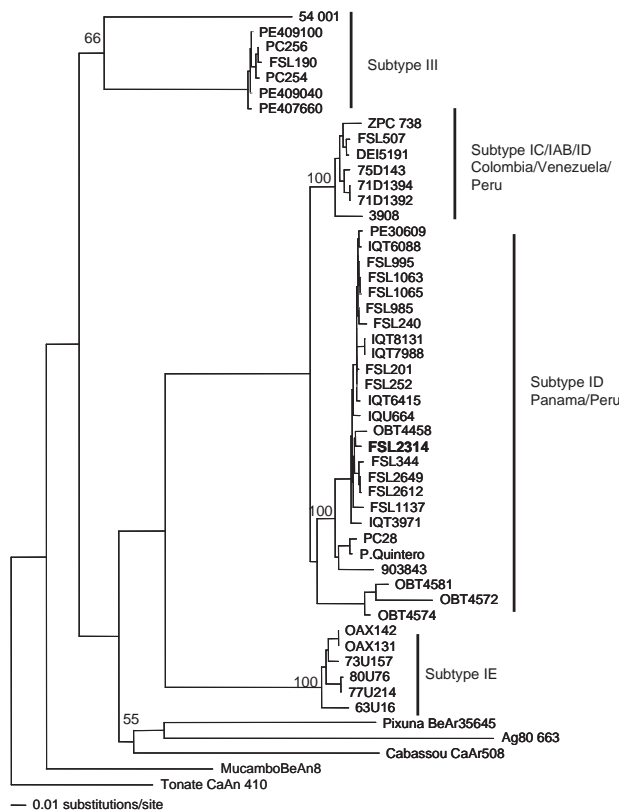 54 001
66
PE409100
PC256
FSL190
PC254
PE409040
PE407660
Subtype III
ZPC 738
FSL507
DEI5191
75D143
71D1394
71D1392
3908
100
Subtype IC/IAB/ID
Colombia/Venezuela/
Peru
PE30609
IQT6088
FSL995
FSL1063
FSL1065
FSL985
FSL240
IQT8131
IQT7988
FSL201
FSL252
IQT6415
IQU664
OBT4458
FSL2314
FSL344
FSL2649
FSL2612
FSL1137
IQT3971
100
PC28
P.Quintero
903843
OBT4581
OBT4572
OBT4574
Subtype ID
Panama/Peru
OAX142
OAX131
73U157
80U76
77U214
63U16
100
Subtype IE
55
Pixuna BeAr35645
Ag80 663
Cabassou CaAr508
MucamboBeAn8
Tonate CaAn 410
0.01 substitutions/site